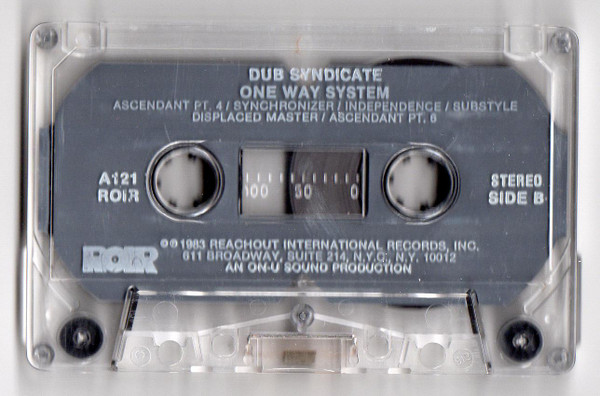 DUB SYNDICATE
ONE WAY SYSTEM
ASCENDANT PT. 4 / SYNCHRONIZER / INDEPENDENCE / SUBSTYLE
DISPLACED MASTER / ASCENDANT PT. 6
A121
ROIR
100 50 0
STEREO
SIDE B
ROIR
℗© 1983 REACHOUT INTERNATIONAL RECORDS, INC.
611 BROADWAY, SUITE 214, N.Y.C., N.Y. 10012
AN ON-U SOUND PRODUCTION